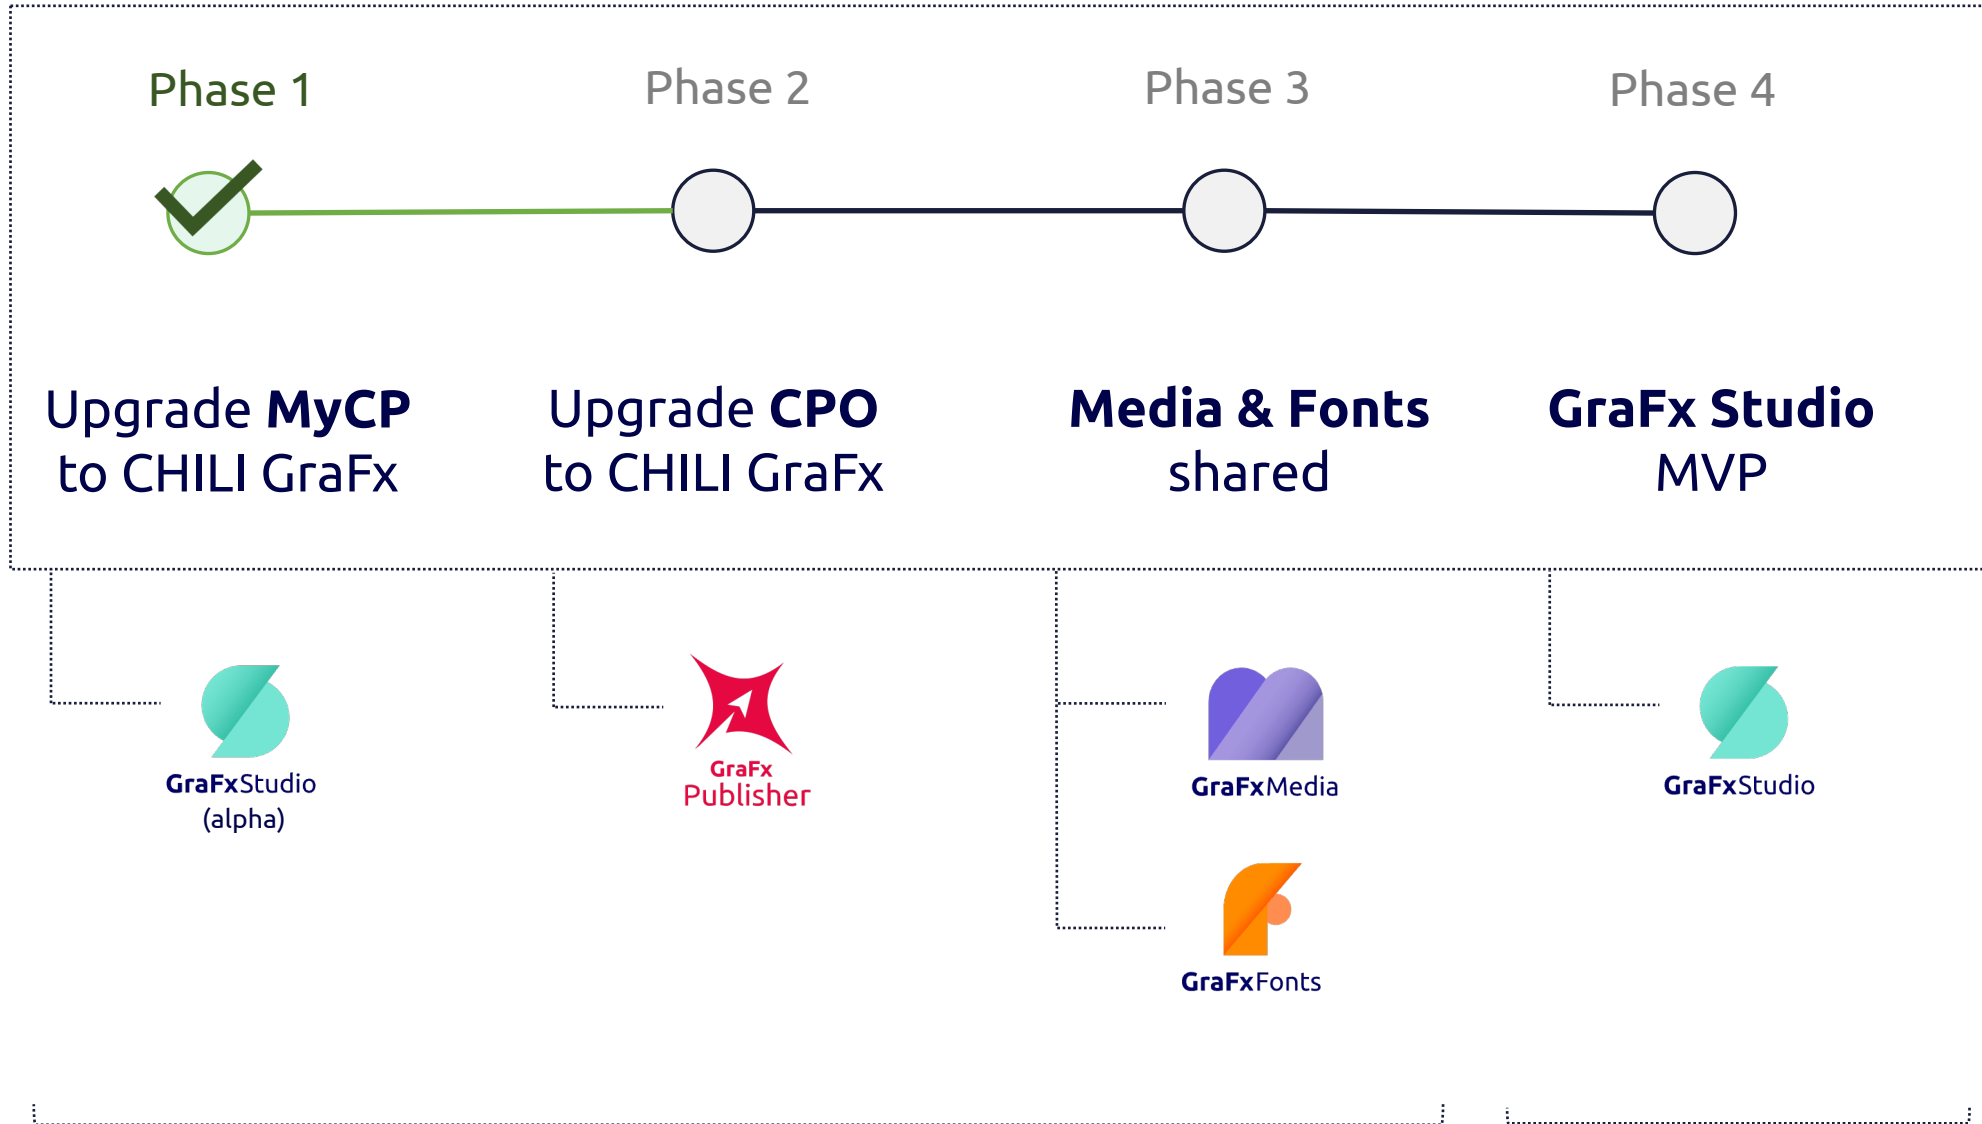 Phase 1
Phase 2
Phase 3
Phase 4
Upgrade MyCP
to CHILI GraFx
Upgrade CPO
to CHILI GraFx
Media & Fonts
shared
GraFx Studio
MVP
GraFxStudio
(alpha)
GraFx
Publisher
GraFxMedia
GraFxFonts
GraFxStudio